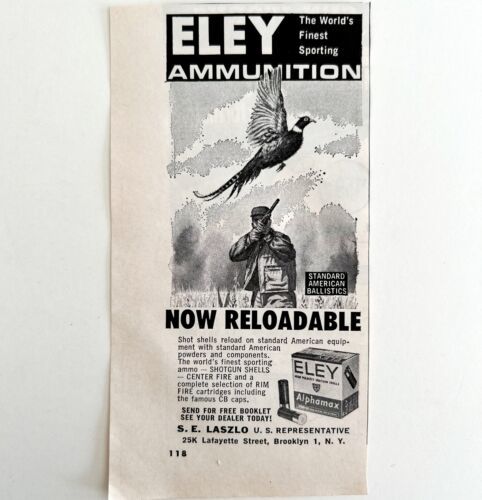 ELEY
The World's
Finest
Sporting
AMMUNITION
STANDARD
AMERICAN
BALLISTICS
NOW RELOADABLE
Shot shells reload on standard American equip-
ment with standard American
powders and components.
The world's finest sporting
ammo — SHOTGUN SHELLS
— CENTER FIRE and a
complete selection of RIM
FIRE cartridges including
the famous CB caps.
SEND FOR FREE BOOKLET
SEE YOUR DEALER TODAY!
ELEY
Alphamax
S. E. LASZLO U. S. REPRESENTATIVE
25K Lafayette Street, Brooklyn 1, N. Y.
118